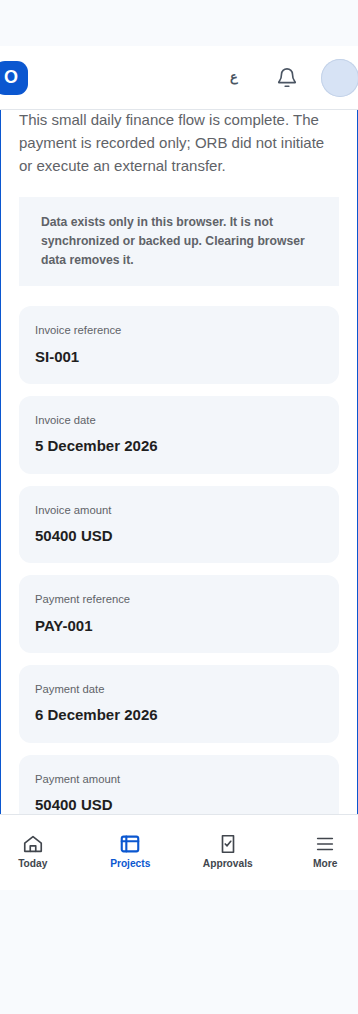 O
ع
This small daily finance flow is complete. The
payment is recorded only; ORB did not initiate
or execute an external transfer.
Data exists only in this browser. It is not
synchronized or backed up. Clearing browser
data removes it.
Invoice reference
SI-001
Invoice date
5 December 2026
Invoice amount
50400 USD
Payment reference
PAY-001
Payment date
6 December 2026
Payment amount
50400 USD
Today
Projects
Approvals
More